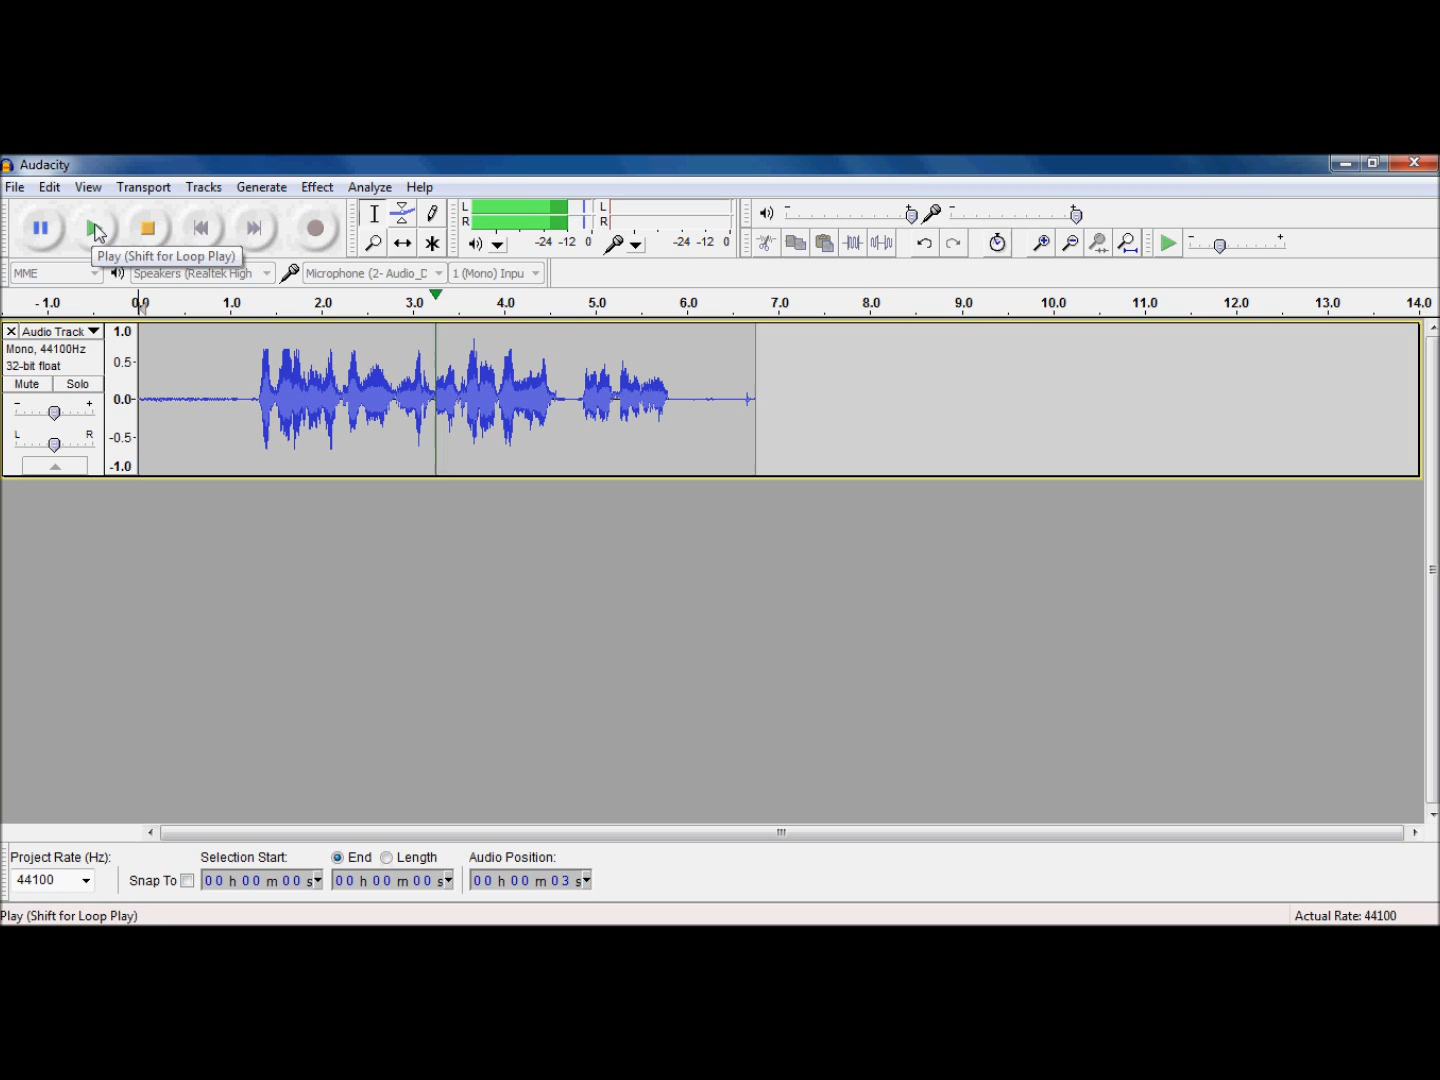 Audacity
File Edit View Transport Tracks Generate Effect Analyze Help
L
R
L
R
-24 -12 0
-24 -12 0
- + - +
- +
Play (Shift for Loop Play)
MME
Speakers (Realtek High
Microphone (2- Audio_D
1 (Mono) Inpu
- 1.0 0.0 1.0 2.0 3.0 4.0 5.0 6.0 7.0 8.0 9.0 10.0 11.0 12.0 13.0 14.0
X Audio Track
Mono, 44100Hz
32-bit float
Mute Solo
- +
L R
1.0
0.5
0.0
-0.5
-1.0
Project Rate (Hz): Selection Start: End Length Audio Position:
44100 Snap To 00 h 00 m 00 s 00 h 00 m 00 s 00 h 00 m 03 s
Play (Shift for Loop Play) Actual Rate: 44100